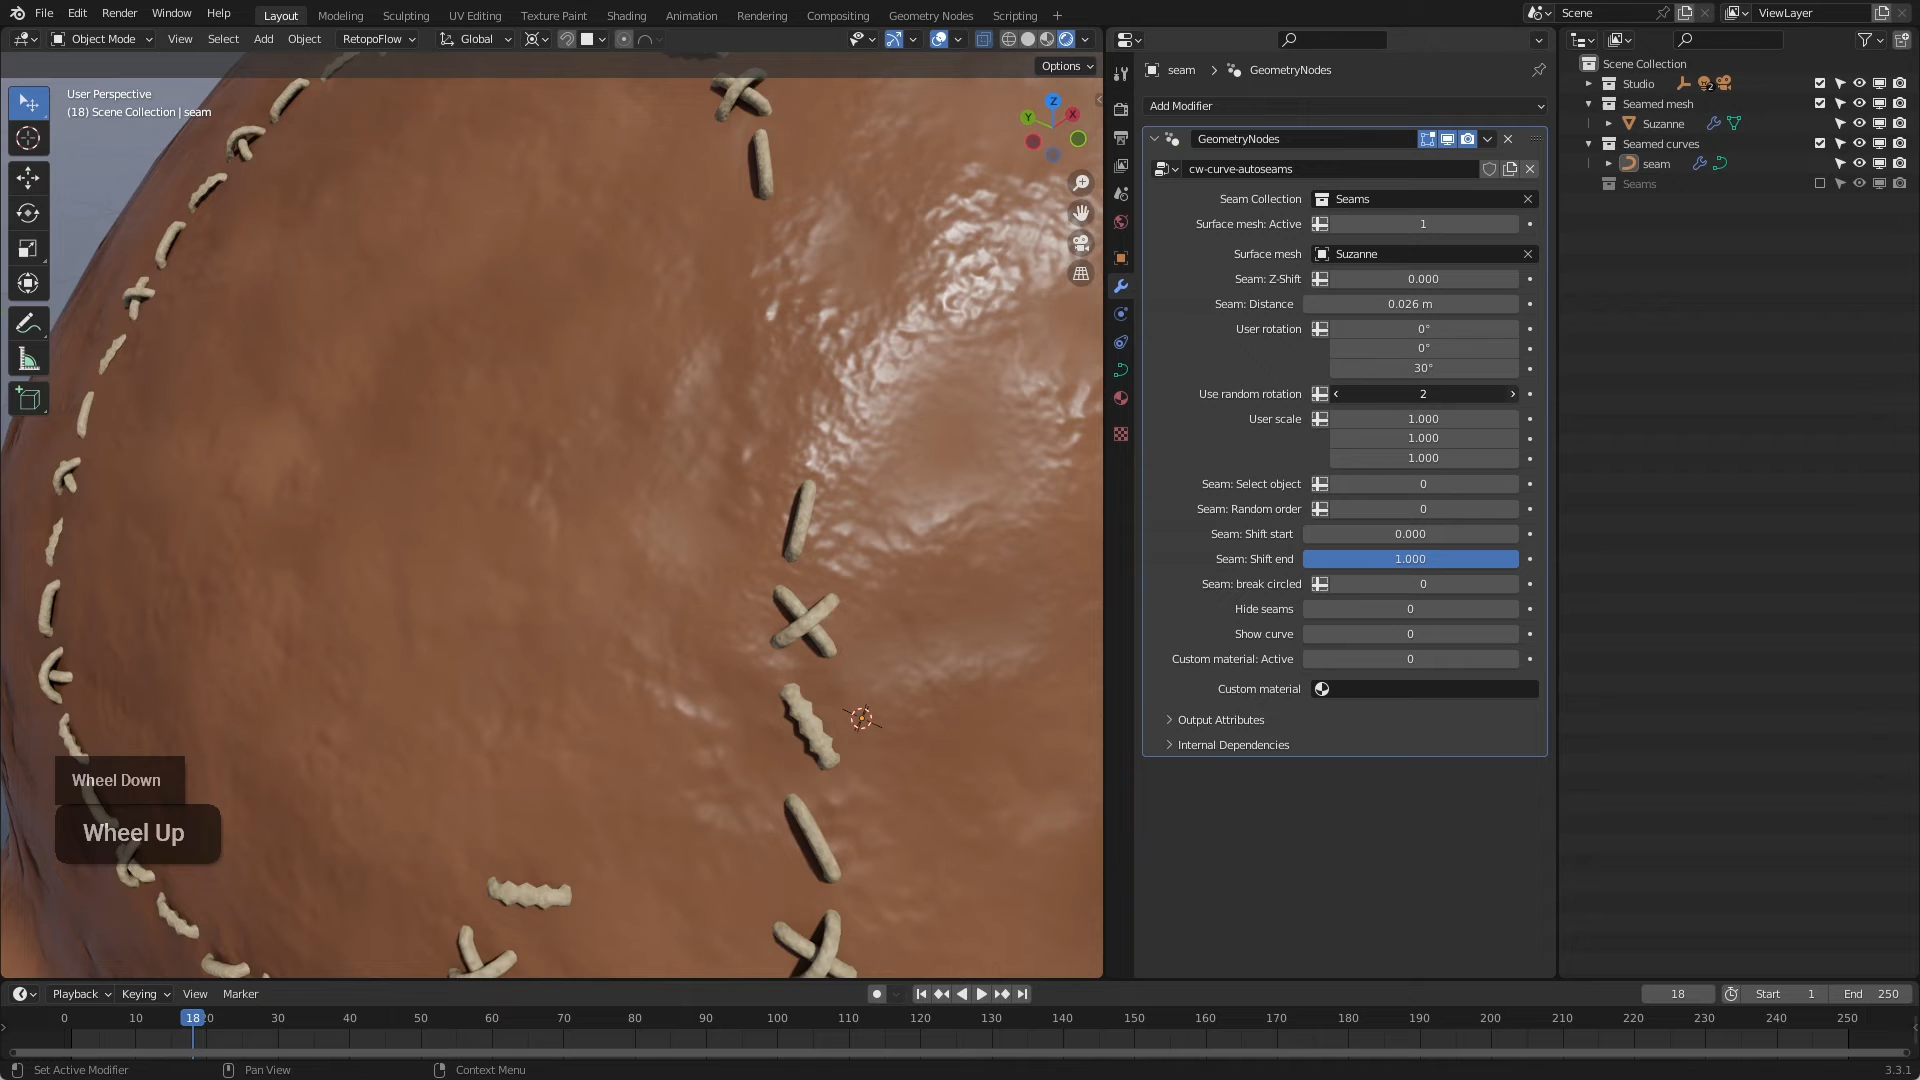 File Edit Render Window Help
Layout Modeling Sculpting UV Editing Texture Paint Shading Animation Rendering Compositing Geometry Nodes Scripting +
Scene
ViewLayer
Object Mode View Select Add Object RetopoFlow Global
Options
User Perspective
(18) Scene Collection | seam
Z
Y
X
seam > GeometryNodes
Add Modifier
GeometryNodes
cw-curve-autoseams
Seam Collection Seams
Surface mesh: Active 1
Surface mesh Suzanne
Seam: Z-Shift 0.000
Seam: Distance 0.026 m
User rotation 0°
0°
30°
Use random rotation 2
User scale 1.000
1.000
1.000
Seam: Select object 0
Seam: Random order 0
Seam: Shift start 0.000
Seam: Shift end 1.000
Seam: break circled 0
Hide seams 0
Show curve 0
Custom material: Active 0
Custom material
Output Attributes
Internal Dependencies
Scene Collection
Studio 2
Seamed mesh
Suzanne
Seamed curves
seam
Seams
Wheel Down
Wheel Up
Playback Keying View Marker
18 Start 1 End 250
0 10 18 20 30 40 50 60 70 80 90 100 110 120 130 140 150 160 170 180 190 200 210 220 230 240 250
Set Active Modifier Pan View Context Menu 3.3.1